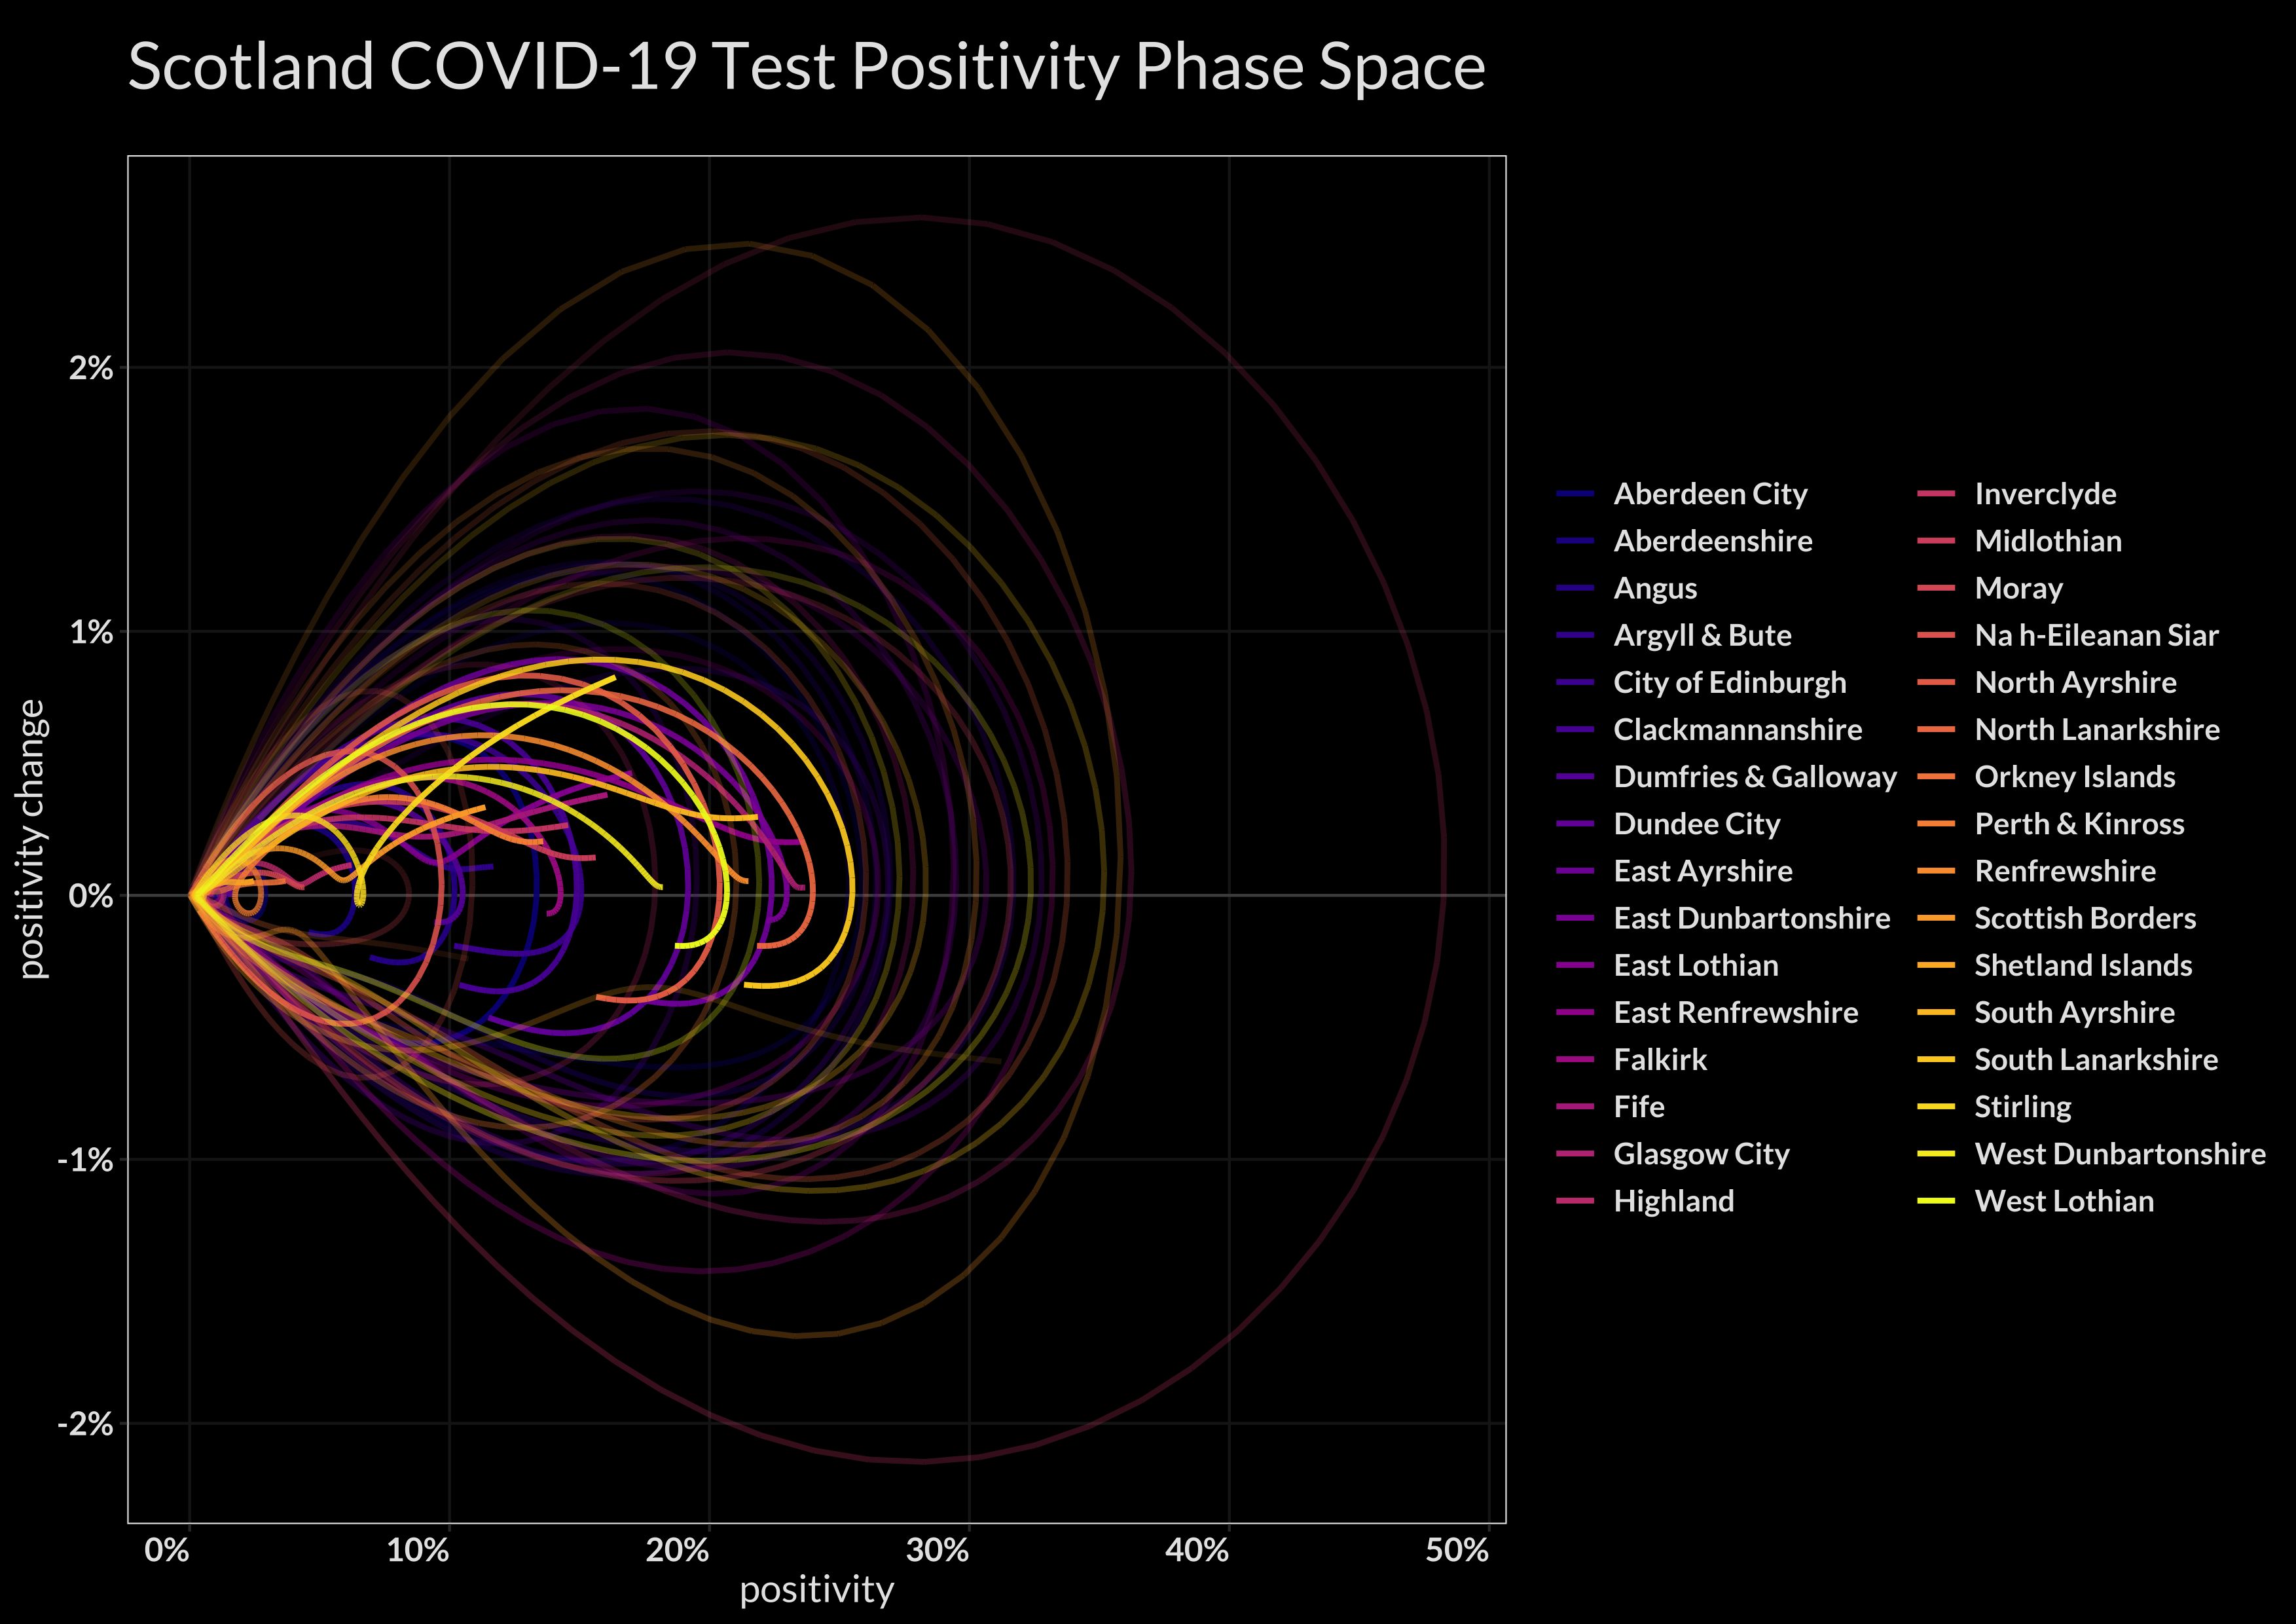 Scotland COVID-19 Test Positivity Phase Space
positivity change
2%
1%
0%
-1%
-2%
0%
10%
20%
30%
40%
50%
positivity
Aberdeen City
Aberdeenshire
Angus
Argyll & Bute
City of Edinburgh
Clackmannanshire
Dumfries & Galloway
Dundee City
East Ayrshire
East Dunbartonshire
East Lothian
East Renfrewshire
Falkirk
Fife
Glasgow City
Highland
Inverclyde
Midlothian
Moray
Na h-Eileanan Siar
North Ayrshire
North Lanarkshire
Orkney Islands
Perth & Kinross
Renfrewshire
Scottish Borders
Shetland Islands
South Ayrshire
South Lanarkshire
Stirling
West Dunbartonshire
West Lothian